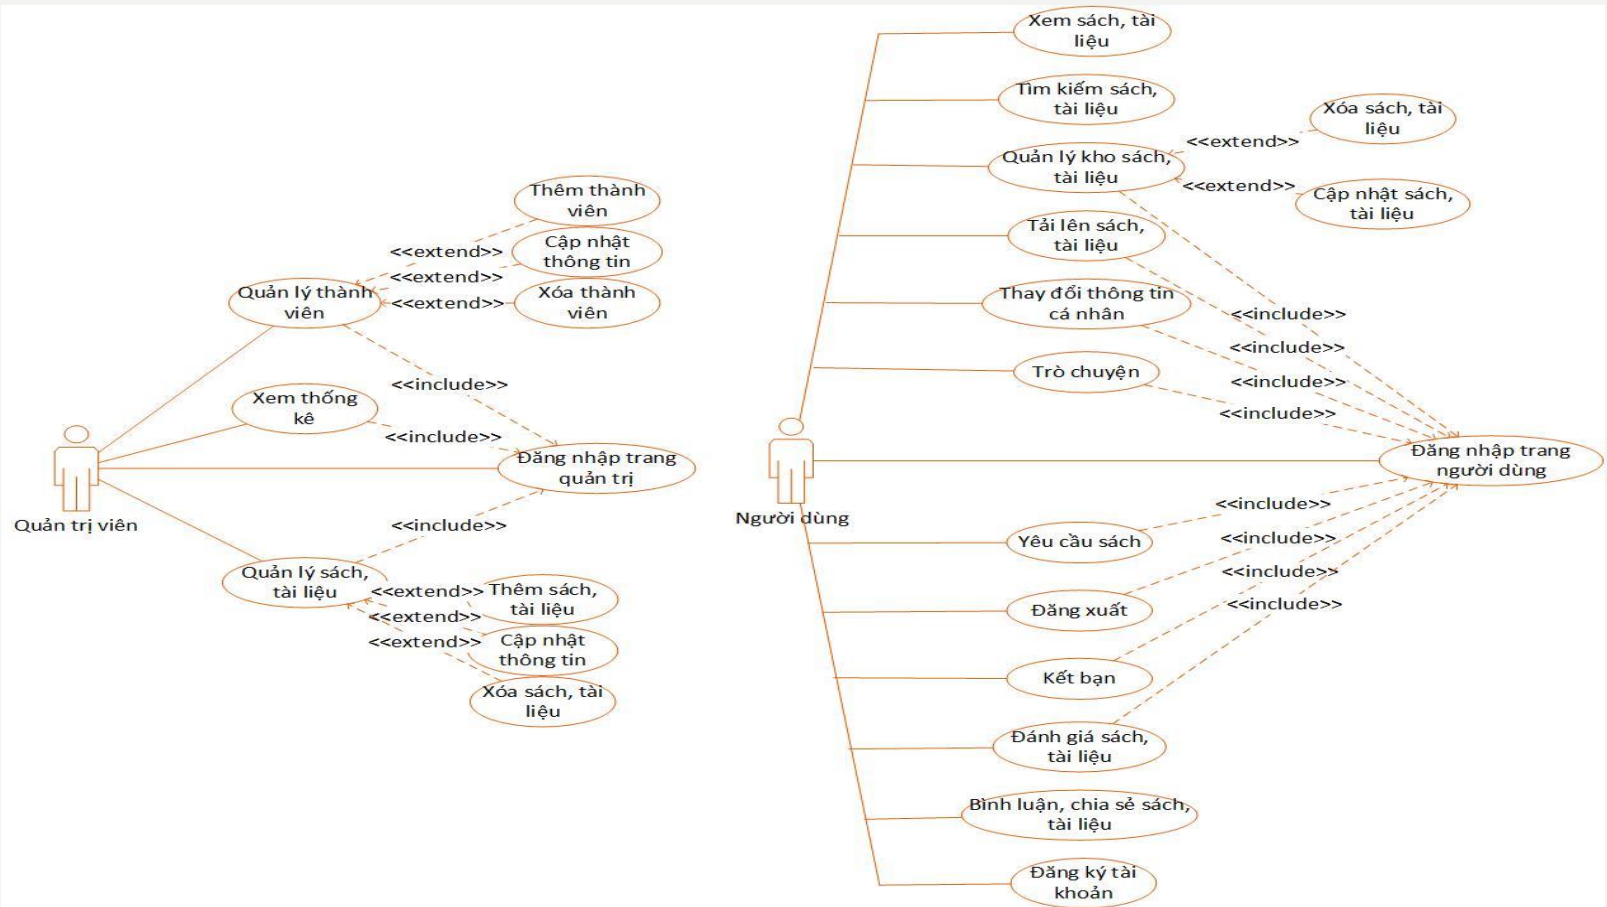 Thêm thành
viên
<<extend>>
Cập nhật
thông tin
<<extend>>
Quản lý thành
viên
<<extend>>
Xóa thành
viên
<<include>>
Xem thống
kê
<<include>>
Đăng nhập trang
quản trị
Quản trị viên
<<include>>
Quản lý sách,
tài liệu
<<extend>>
Thêm sách,
tài liệu
<<extend>>
<<extend>>
Cập nhật
thông tin
Xóa sách, tài
liệu
Xem sách, tài
liệu
Tìm kiếm sách,
tài liệu
Xóa sách, tài
liệu
<<extend>>
Quản lý kho sách,
tài liệu
<<extend>>
Cập nhật sách,
tài liệu
Tải lên sách,
tài liệu
Thay đổi thông tin
cá nhân
<<include>>
<<include>>
Trò chuyện
<<include>>
<<include>>
Đăng nhập trang
người dùng
Người dùng
<<include>>
Yêu cầu sách
<<include>>
<<include>>
Đăng xuất
<<include>>
Kết bạn
Đánh giá sách,
tài liệu
Bình luận, chia sẻ sách,
tài liệu
Đăng ký tài
khoản